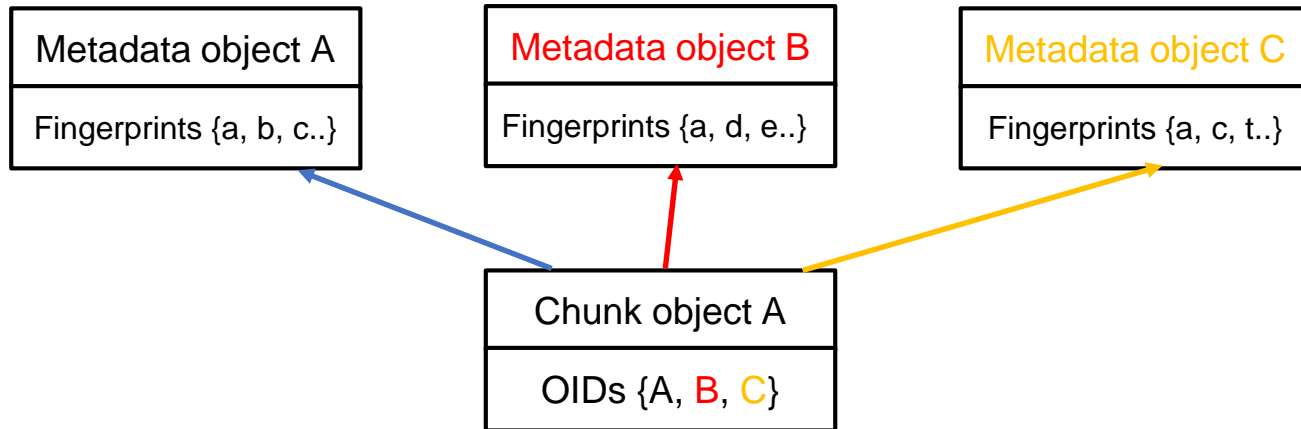 Metadata object A
Fingerprints {a, b, c..}
Metadata object B
Fingerprints {a, d, e..}
Metadata object C
Fingerprints {a, c, t..}
Chunk object A
OIDs {A, B, C}